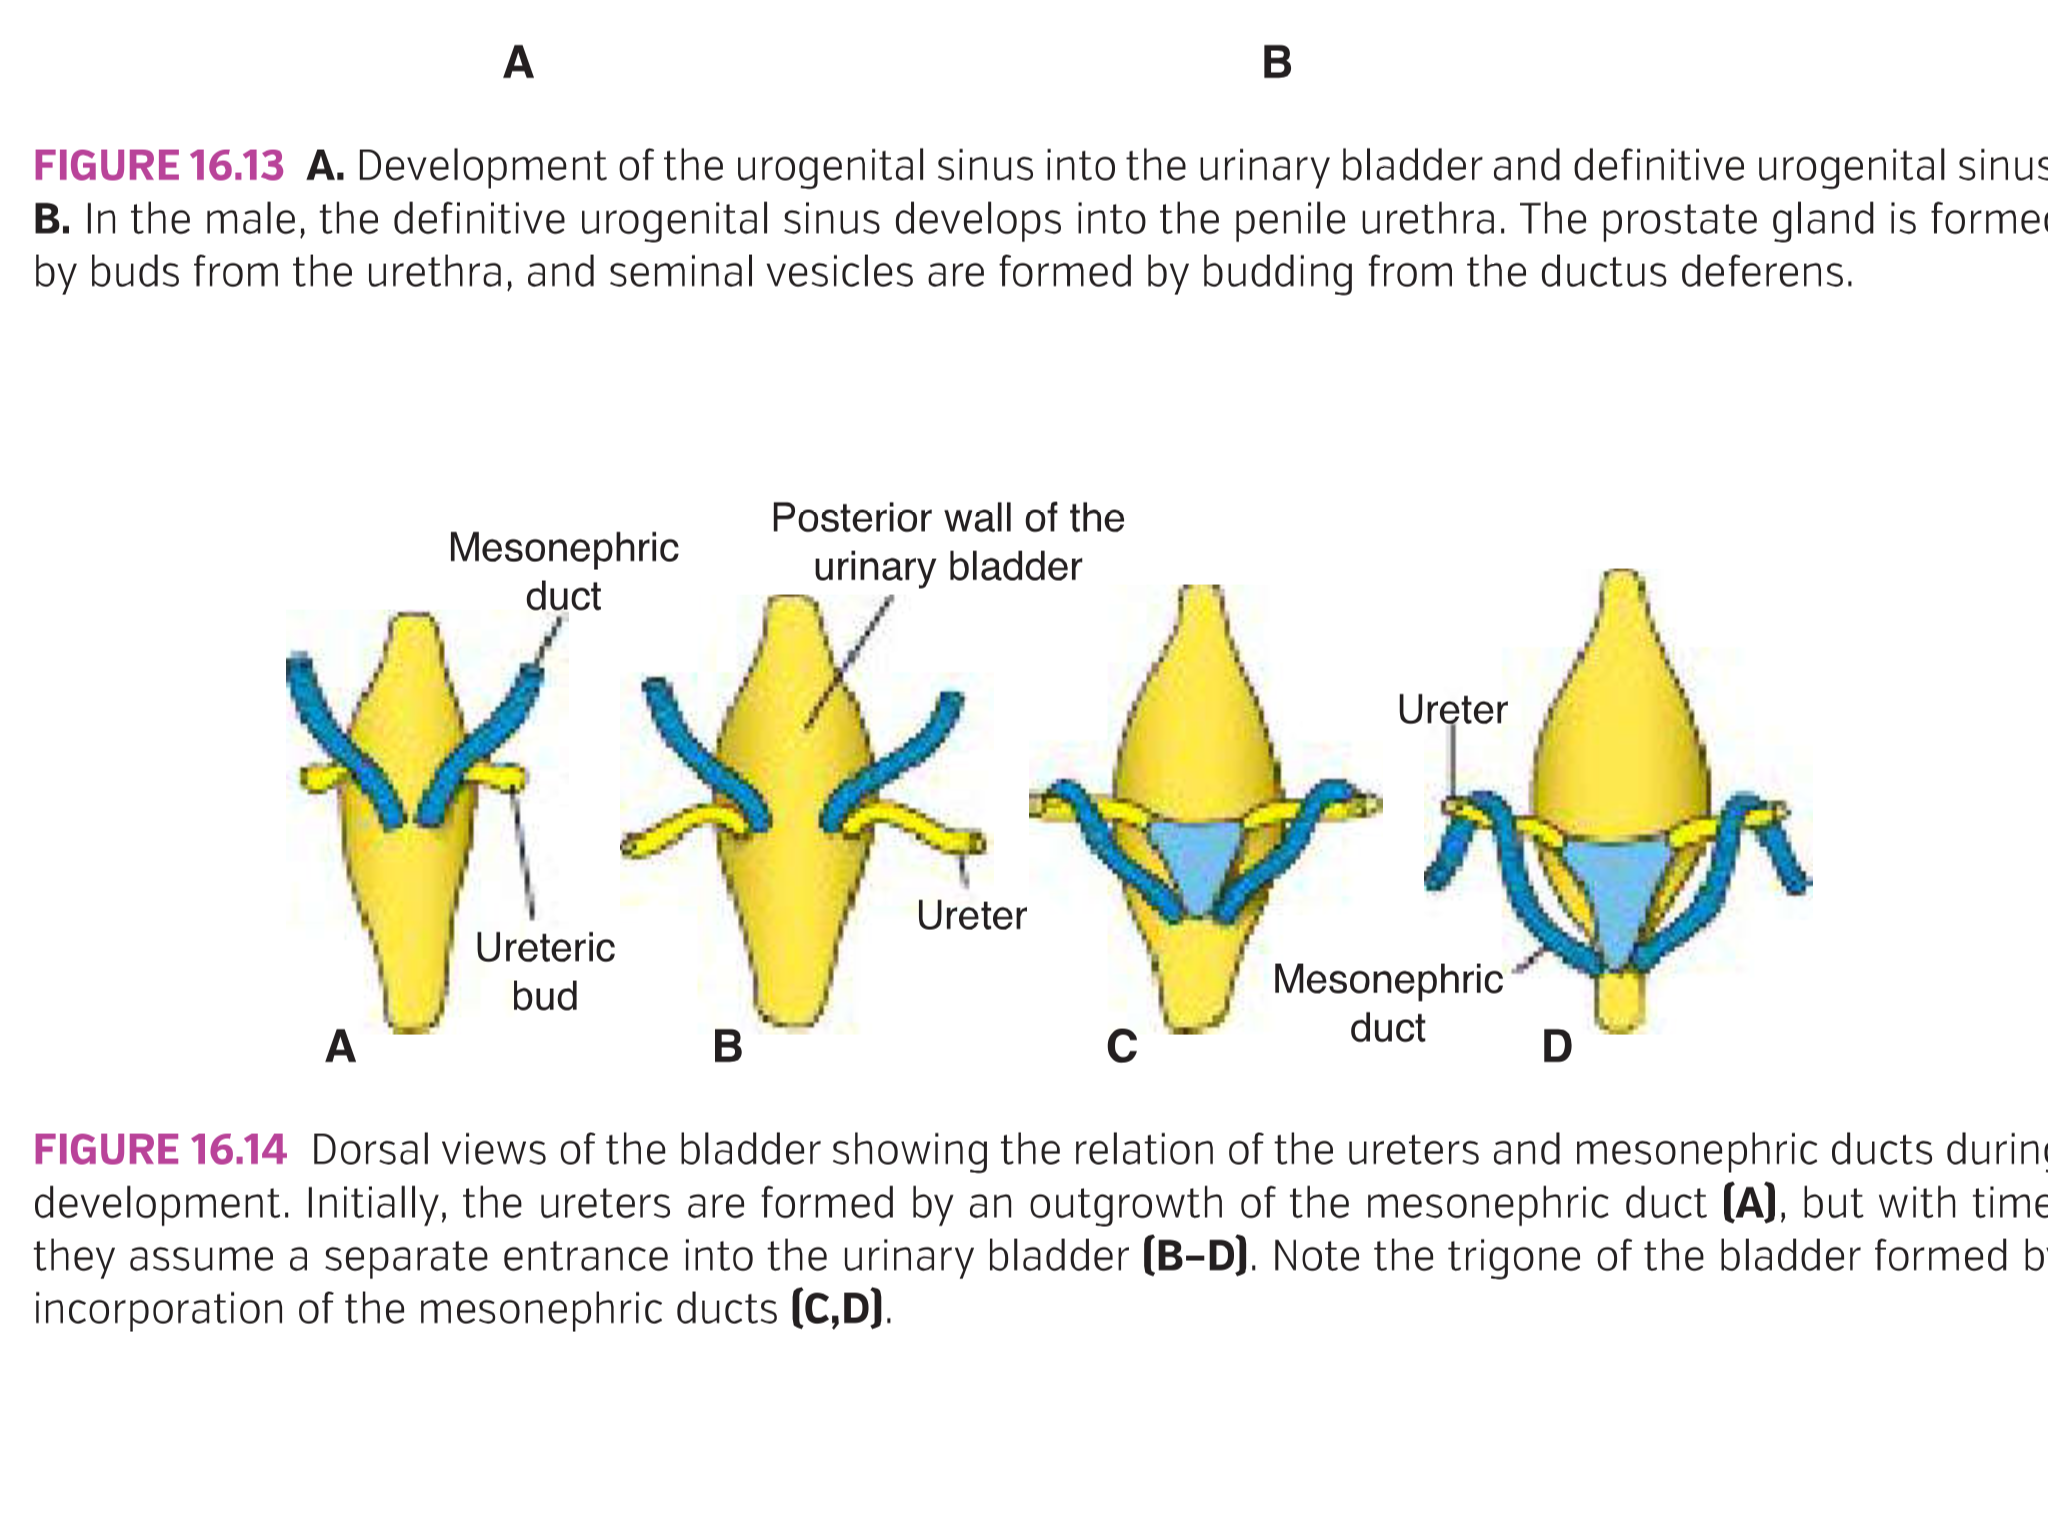 A
B
FIGURE 16.13 A. Development of the urogenital sinus into the urinary bladder and definitive urogenital sinus
B. In the male, the definitive urogenital sinus develops into the penile urethra. The prostate gland is formed
by buds from the urethra, and seminal vesicles are formed by budding from the ductus deferens.
Posterior wall of the
urinary bladder
Mesonephric
duct
Ureter
Ureter
Ureteric
bud
Mesonephric
duct
A
B
C
D
FIGURE 16.14 Dorsal views of the bladder showing the relation of the ureters and mesonephric ducts during
development. Initially, the ureters are formed by an outgrowth of the mesonephric duct (A), but with time
they assume a separate entrance into the urinary bladder (B–D). Note the trigone of the bladder formed by
incorporation of the mesonephric ducts (C,D).